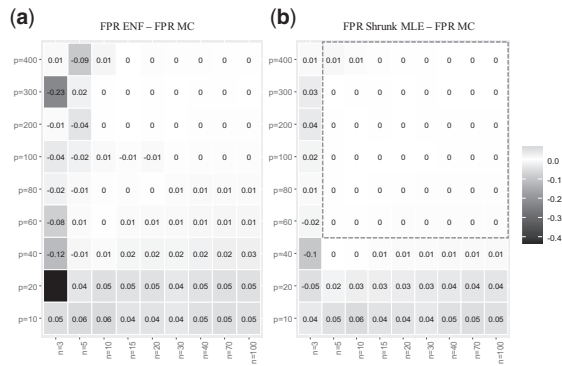 (a) FPR ENF – FPR MC
p=400 0.01 -0.09 0.01 0 0 0 0 0 0
p=300 -0.23 0.02 0 0 0 0 0 0 0
p=200 -0.01 -0.04 0 0 0 0 0 0 0
p=100 -0.04 -0.02 0.01 -0.01 -0.01 0 0 0 0
p=80 -0.02 -0.01 0 0 0 0.01 0.01 0.01 0.01
p=60 -0.08 0.01 0 0.01 0.01 0.01 0.01 0.01 0.01
p=40 -0.12 -0.01 0.01 0.02 0.02 0.02 0.02 0.02 0.03
p=20 0.04 0.05 0.05 0.05 0.04 0.05 0.05 0.05
p=10 0.05 0.06 0.06 0.04 0.04 0.05 0.05 0.05 0.05
n=3 n=5 n=10 n=15 n=20 n=30 n=40 n=70 n=100
(b) FPR Shrunk MLE – FPR MC
p=400 0.01 0.01 0.01 0 0 0 0 0 0
p=300 0.03 0 0 0 0 0 0 0 0
p=200 0.04 0 0 0 0 0 0 0 0
p=100 0.02 0 0 0 0 0 0 0 0
p=80 0.01 0 0 0 0 0 0 0 0
p=60 -0.02 0 0 0 0 0 0 0 0
p=40 -0.1 0 0 0.01 0.01 0.01 0.01 0.01 0.01
p=20 -0.05 0.02 0.03 0.03 0.03 0.04 0.04 0.04 0.04
p=10 0.04 0.05 0.05 0.04 0.04 0.04 0.05 0.05 0.05
n=3 n=5 n=10 n=15 n=20 n=30 n=40 n=70 n=100
0.0
-0.1
-0.2
-0.3
-0.4